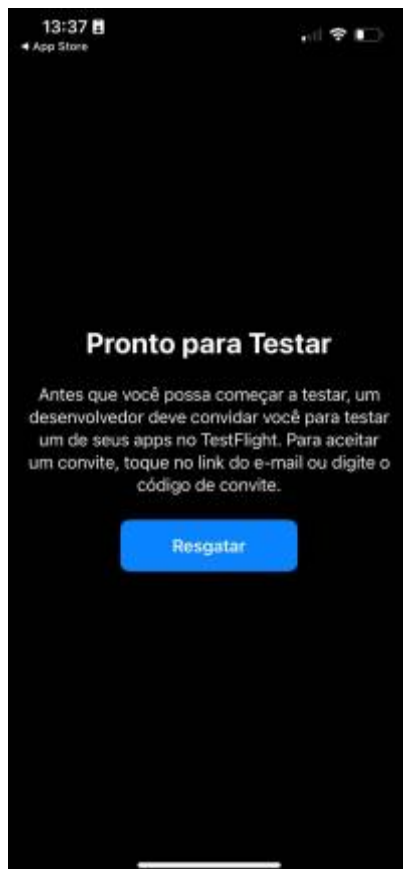 13:37
◀ App Store
Pronto para Testar
Antes que você possa começar a testar, um
desenvolvedor deve convidar você para testar
um de seus apps no TestFlight. Para aceitar
um convite, toque no link do e-mail ou digite o
código de convite.
Resgatar